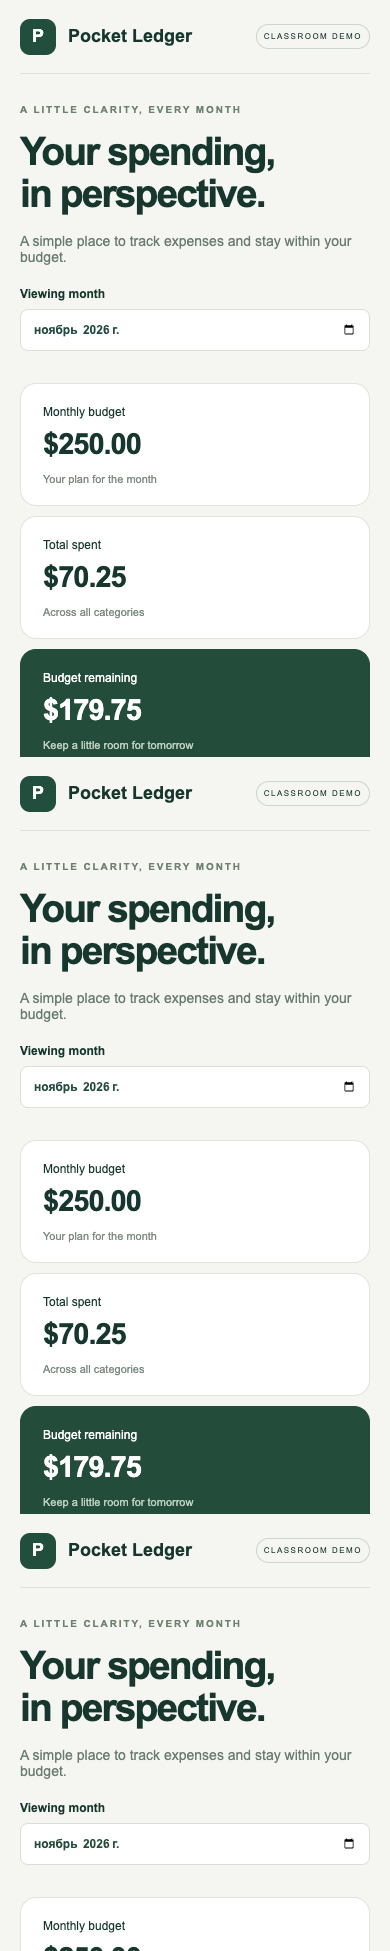 P Pocket Ledger CLASSROOM DEMO
A LITTLE CLARITY, EVERY MONTH
Your spending,
in perspective.
A simple place to track expenses and stay within your
budget.
Viewing month
ноябрь 2026 г.
Monthly budget
$250.00
Your plan for the month
Total spent
$70.25
Across all categories
Budget remaining
$179.75
Keep a little room for tomorrow
P Pocket Ledger CLASSROOM DEMO
A LITTLE CLARITY, EVERY MONTH
Your spending,
in perspective.
A simple place to track expenses and stay within your
budget.
Viewing month
ноябрь 2026 г.
Monthly budget
$250.00
Your plan for the month
Total spent
$70.25
Across all categories
Budget remaining
$179.75
Keep a little room for tomorrow
P Pocket Ledger CLASSROOM DEMO
A LITTLE CLARITY, EVERY MONTH
Your spending,
in perspective.
A simple place to track expenses and stay within your
budget.
Viewing month
ноябрь 2026 г.
Monthly budget